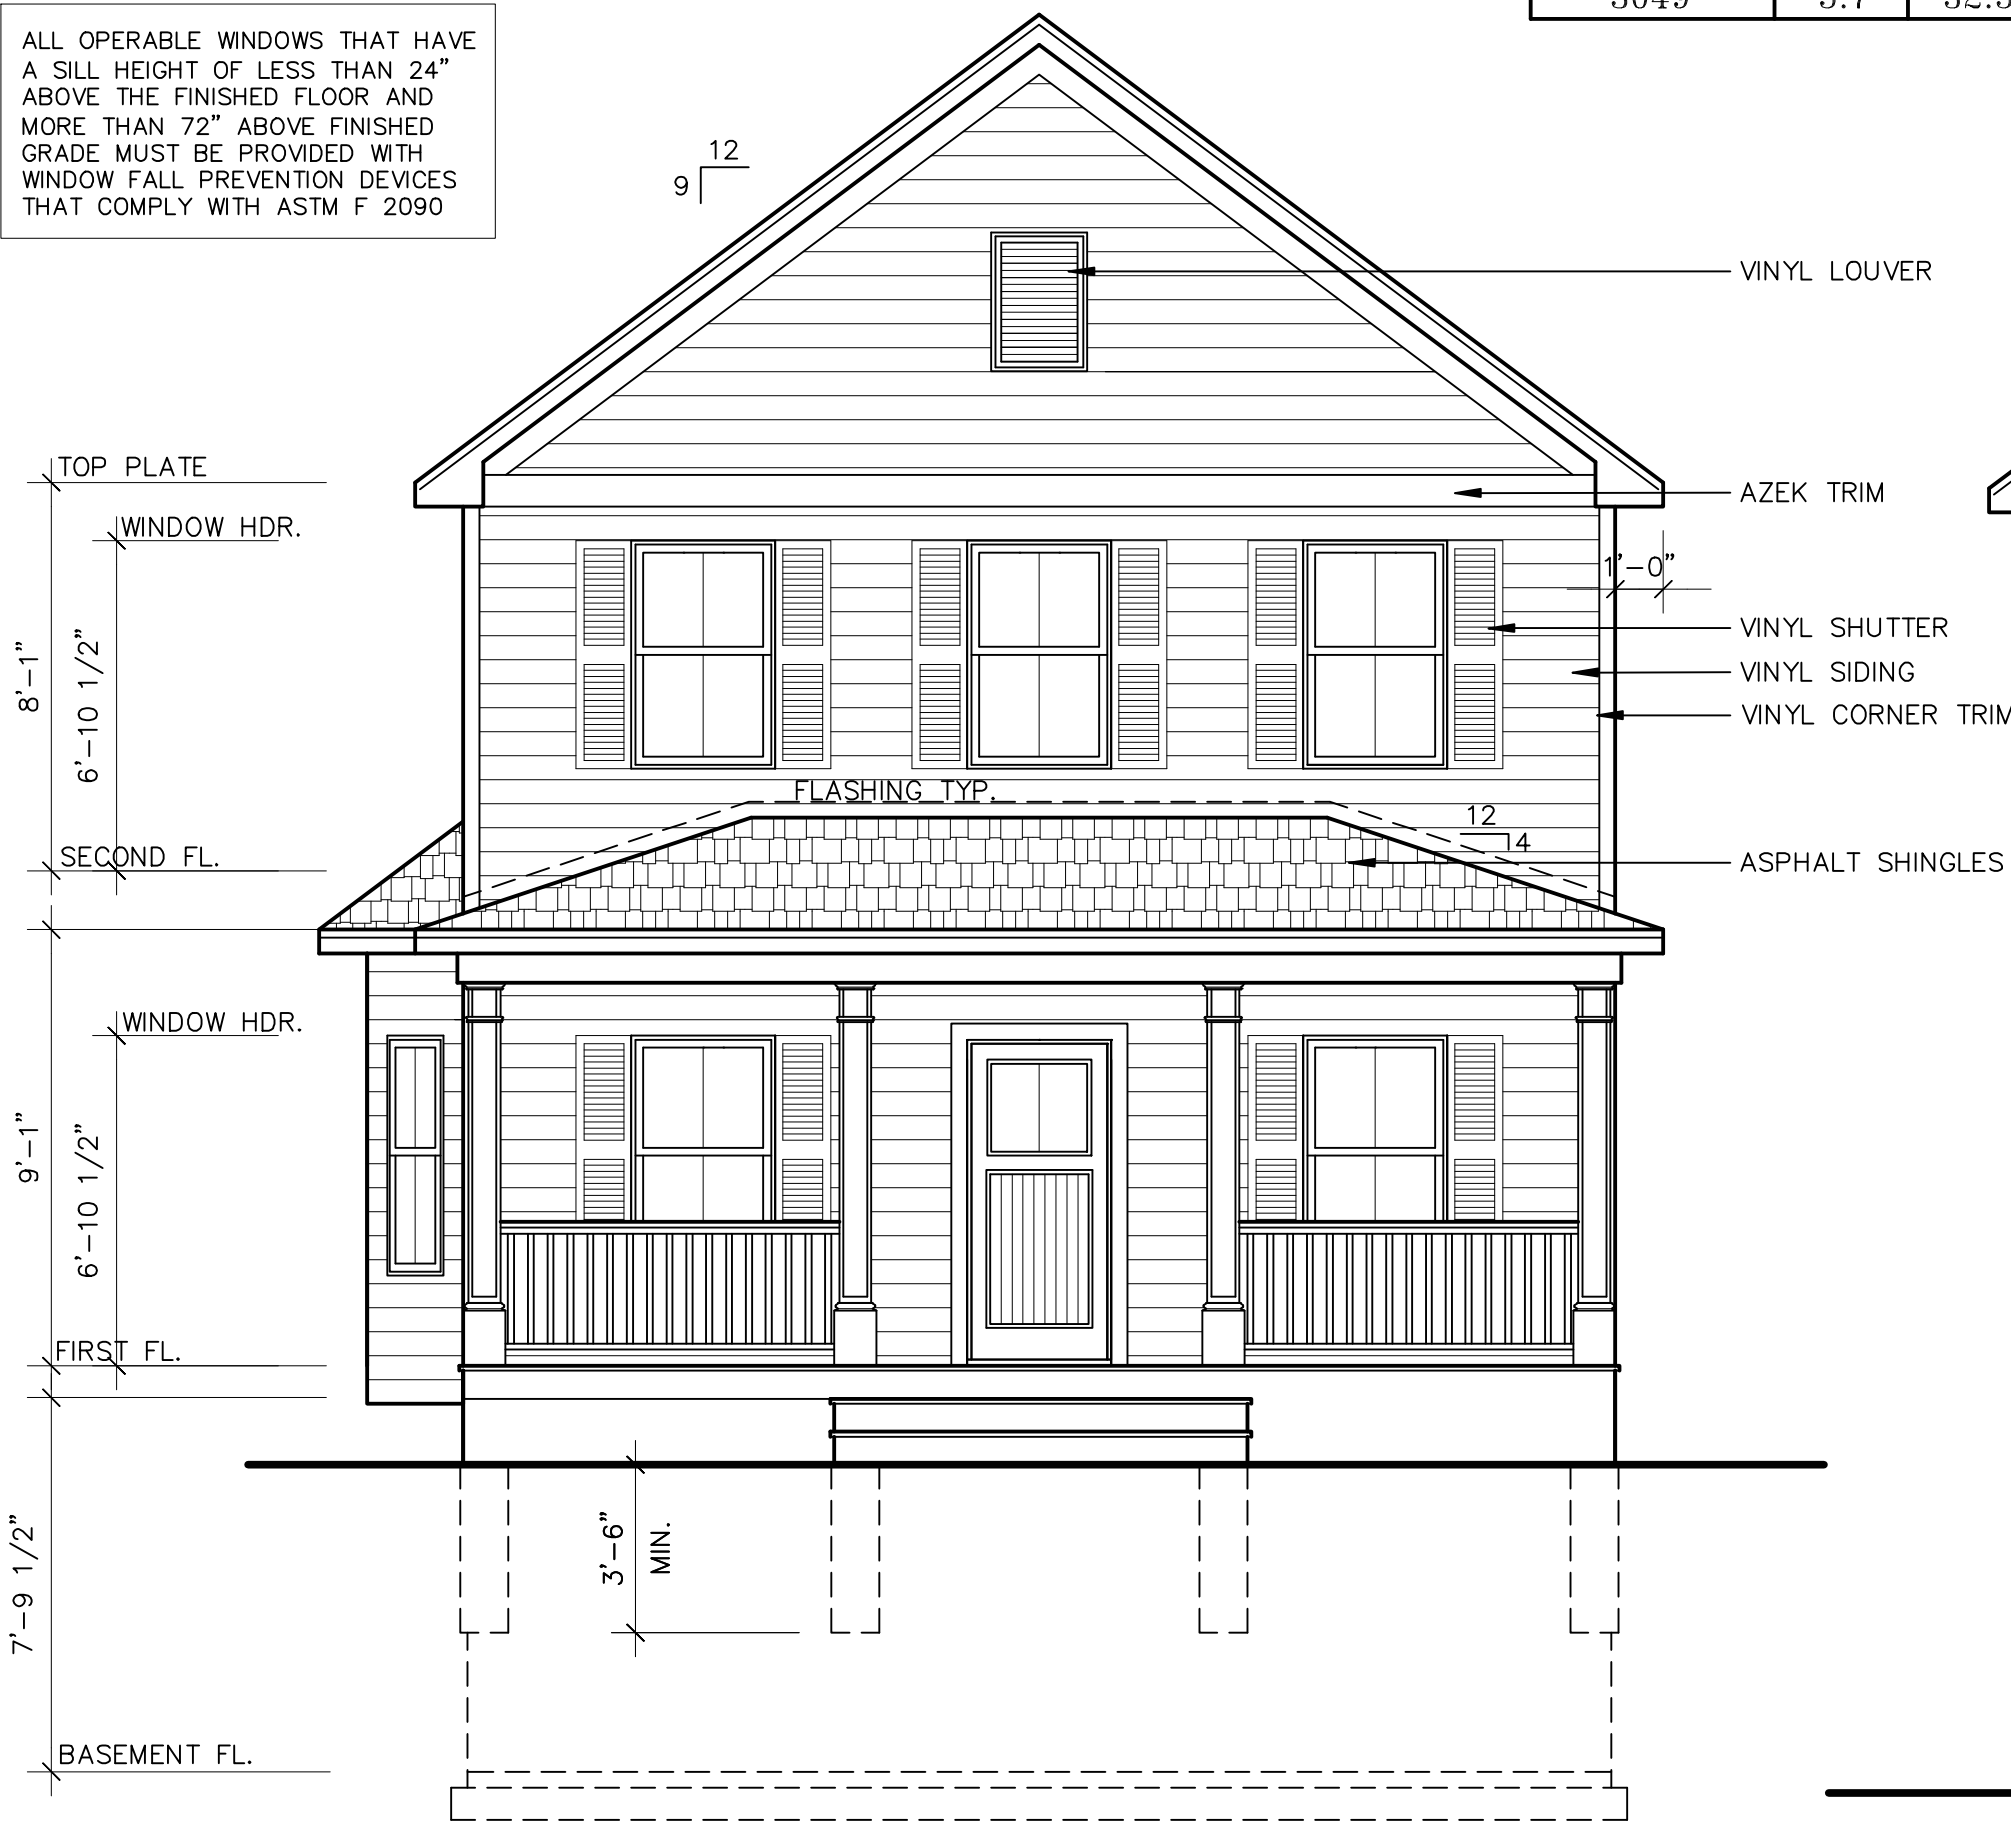 ALL OPERABLE WINDOWS THAT HAVE
A SILL HEIGHT OF LESS THAN 24"
ABOVE THE FINISHED FLOOR AND
MORE THAN 72" ABOVE FINISHED
GRADE MUST BE PROVIDED WITH
WINDOW FALL PREVENTION DEVICES
THAT COMPLY WITH ASTM F 2090
12
9
VINYL LOUVER
TOP PLATE
AZEK TRIM
WINDOW HDR.
1'-0"
8'-1"
6'-10 1/2"
VINYL SHUTTER
VINYL SIDING
VINYL CORNER TRIM
FLASHING TYP.
12
4
SECOND FL.
ASPHALT SHINGLES
WINDOW HDR.
9'-1"
6'-10 1/2"
FIRST FL.
3'-6"
MIN.
7'-9 1/2"
BASEMENT FL.